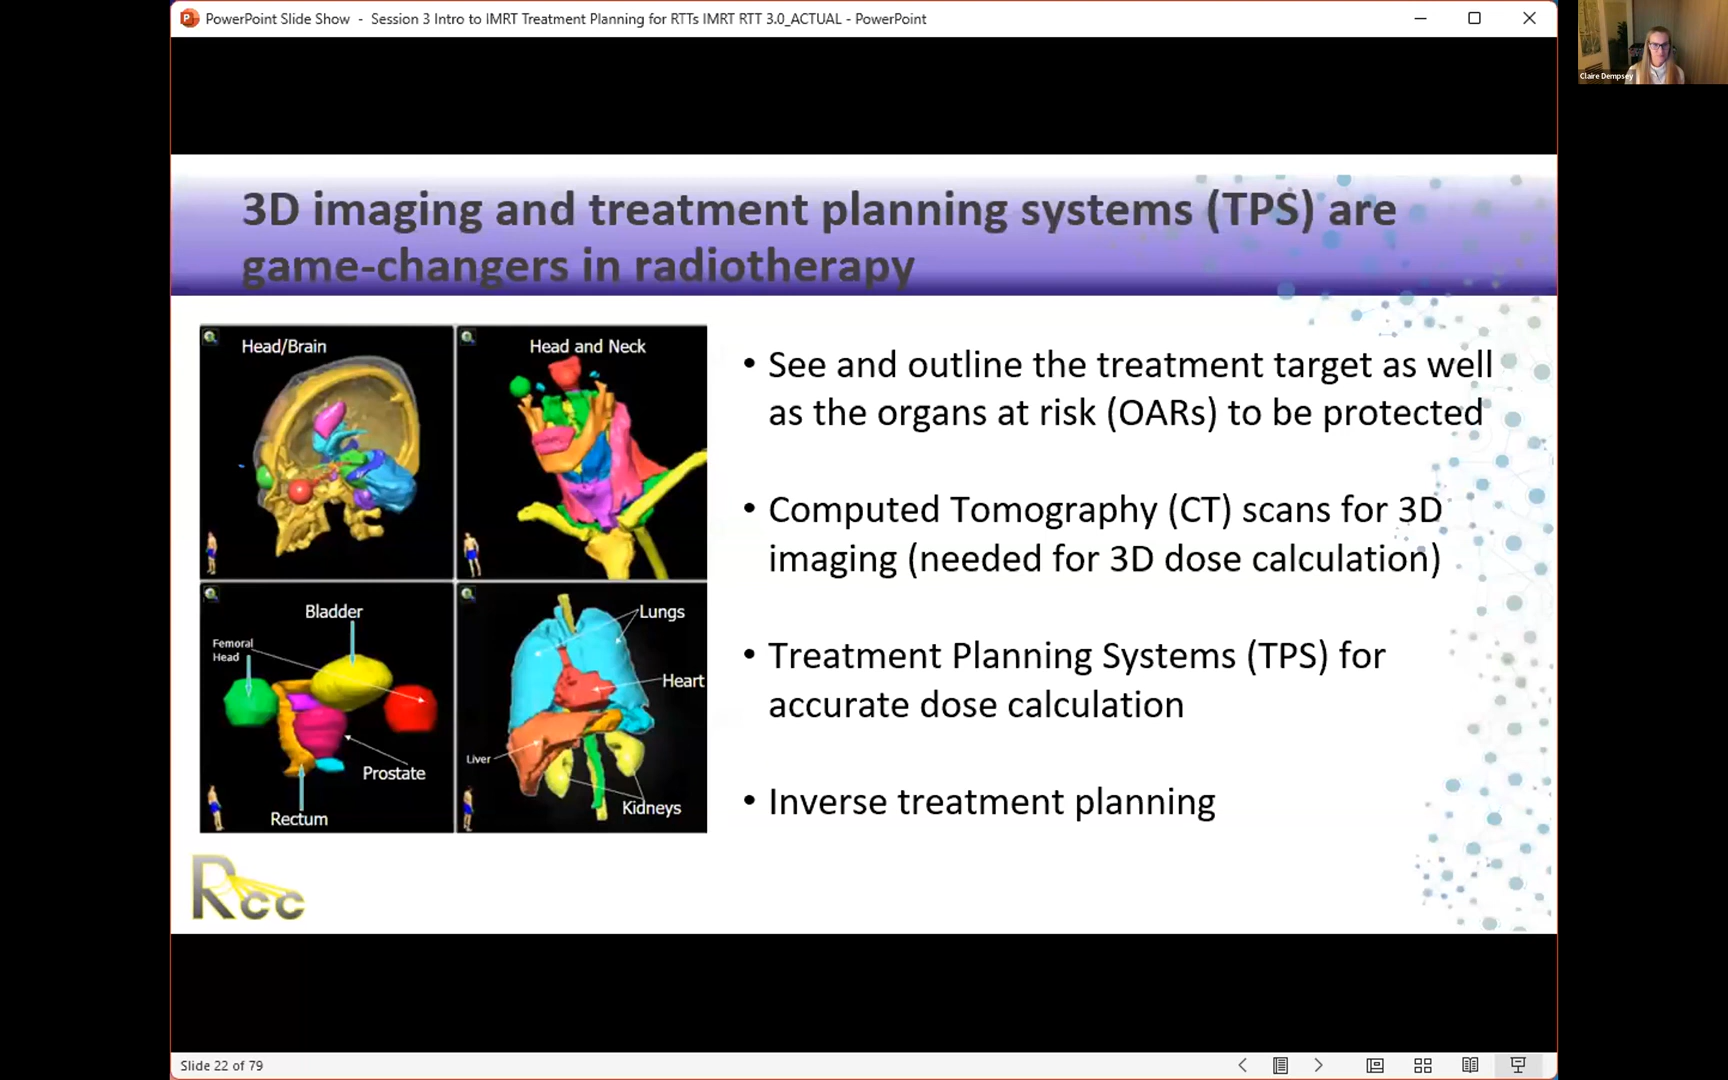 PowerPoint Slide Show - Session 3 Intro to IMRT Treatment Planning for RTTs IMRT RTT 3.0_ACTUAL - PowerPoint
Claire Dempsey
3D imaging and treatment planning systems (TPS) are
game-changers in radiotherapy
Head/Brain
Head and Neck
Bladder
Femoral
Head
Prostate
Rectum
Lungs
Heart
Liver
Kidneys
• See and outline the treatment target as well
as the organs at risk (OARs) to be protected
• Computed Tomography (CT) scans for 3D
imaging (needed for 3D dose calculation)
• Treatment Planning Systems (TPS) for
accurate dose calculation
• Inverse treatment planning
Rcc
Slide 22 of 79